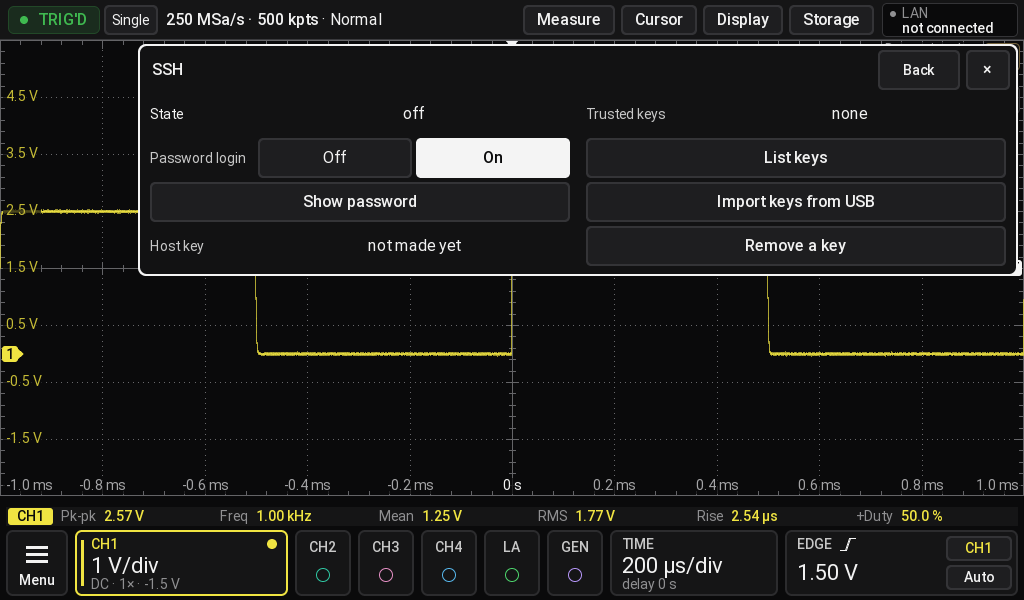 TRIG'D Single 250 MSa/s · 500 kpts · Normal Measure Cursor Display Storage LAN
not connected
SSH Back ×
State off Trusted keys none
Password login Off On List keys
Show password Import keys from USB
Host key not made yet Remove a key
4.5 V
3.5 V
2.5 V
1.5 V
0.5 V
1
-0.5 V
-1.5 V
-1.0 ms -0.8 ms -0.6 ms -0.4 ms -0.2 ms 0 s 0.2 ms 0.4 ms 0.6 ms 0.8 ms 1.0 ms
CH1 Pk-pk 2.57 V Freq 1.00 kHz Mean 1.25 V RMS 1.77 V Rise 2.54 µs +Duty 50.0 %
Menu
CH1
1 V/div
DC · 1× · -1.5 V
CH2 CH3 CH4 LA GEN
TIME
200 µs/div
delay 0 s
EDGE
1.50 V
CH1
Auto